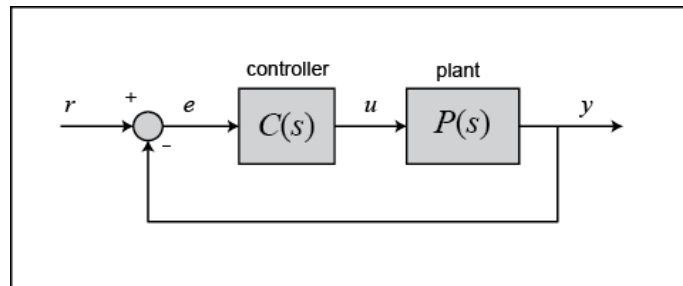 controller plant
r + e C(s) u P(s) y
−